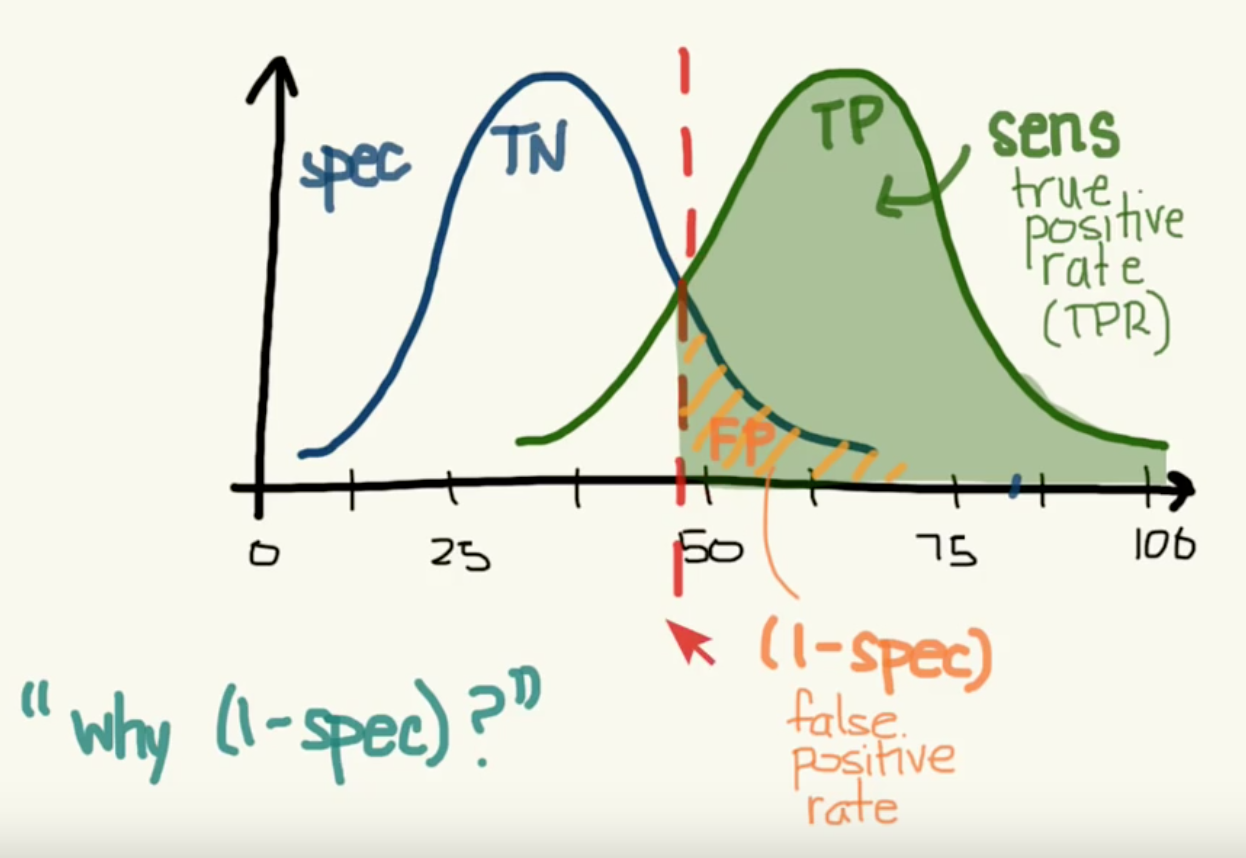 spec
TN
TP
sens
true
positive
rate
(TPR)
FP
0 25 50 75 100
(1-spec)
false
positive
rate
"why (1-spec)?"